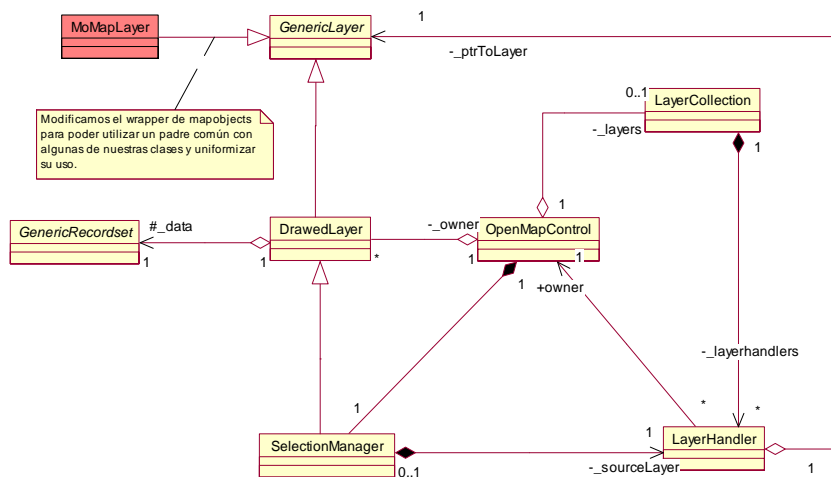 MoMapLayer
GenericLayer
1
-_ptrToLayer
Modificamos el wrapper de mapobjects
para poder utilizar un padre común con
algunas de nuestras clases y uniformizar
su uso.
0..1
LayerCollection
-_layers
1
1
GenericRecordset
#_data
1
1
DrawedLayer
*
-_owner
1
OpenMapControl
1
1
+owner
-_layerhandlers
1
*
*
SelectionManager
0..1
1
-_sourceLayer
LayerHandler
1